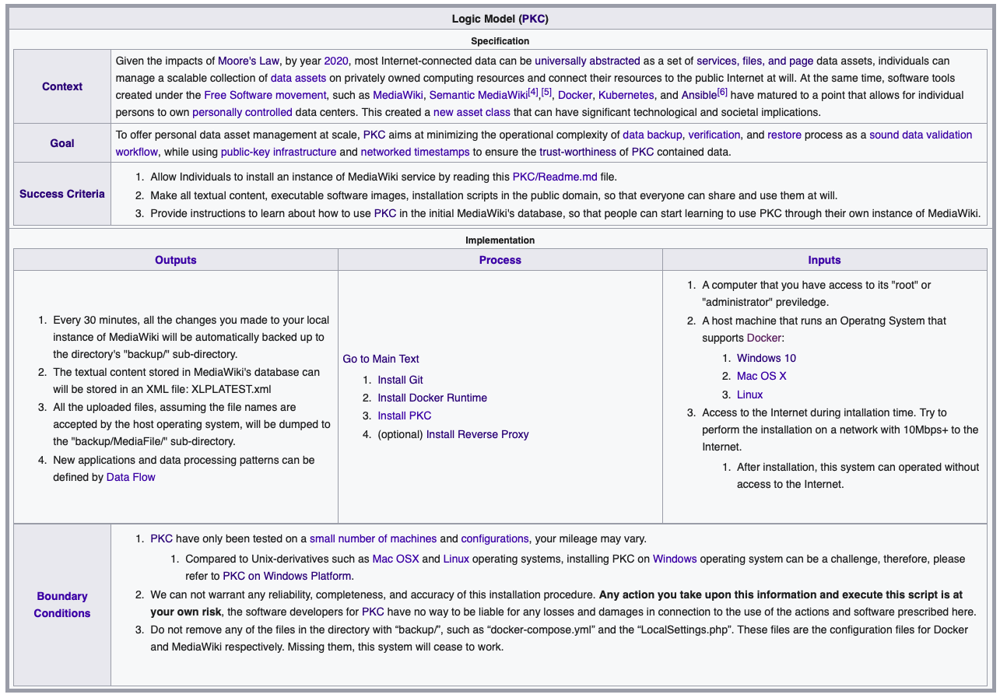 Logic Model (PKC)
Specification
Context
Given the impacts of Moore's Law, by year 2020, most Internet-connected data can be universally abstracted as a set of services, files, and page data assets, individuals can
manage a scalable collection of data assets on privately owned computing resources and connect their resources to the public Internet at will. At the same time, software tools
created under the Free Software movement, such as MediaWiki, Semantic MediaWiki[4],[5], Docker, Kubernetes, and Ansible[6] have matured to a point that allows for individual
persons to own personally controlled data centers. This created a new asset class that can have significant technological and societal implications.
Goal
To offer personal data asset management at scale, PKC aims at minimizing the operational complexity of data backup, verification, and restore process as a sound data validation
workflow, while using public-key infrastructure and networked timestamps to ensure the trust-worthiness of PKC contained data.
Success Criteria
1. Allow Individuals to install an instance of MediaWiki service by reading this PKC/Readme.md file.
2. Make all textual content, executable software images, installation scripts in the public domain, so that everyone can share and use them at will.
3. Provide instructions to learn about how to use PKC in the initial MediaWiki's database, so that people can start learning to use PKC through their own instance of MediaWiki.
Implementation
Outputs
Process
Inputs
1. Every 30 minutes, all the changes you made to your local
instance of MediaWiki will be automatically backed up to
the directory's "backup/" sub-directory.
2. The textual content stored in MediaWiki's database can
will be stored in an XML file: XLPLATEST.xml
3. All the uploaded files, assuming the file names are
accepted by the host operating system, will be dumped to
the "backup/MediaFile/" sub-directory.
4. New applications and data processing patterns can be
defined by Data Flow
Go to Main Text
1. Install Git
2. Install Docker Runtime
3. Install PKC
4. (optional) Install Reverse Proxy
1. A computer that you have access to its "root" or
"administrator" previledge.
2. A host machine that runs an Operatng System that
supports Docker:
1. Windows 10
2. Mac OS X
3. Linux
3. Access to the Internet during intallation time. Try to
perform the installation on a network with 10Mbps+ to the
Internet.
1. After installation, this system can operated without
access to the Internet.
Boundary
Conditions
1. PKC have only been tested on a small number of machines and configurations, your mileage may vary.
1. Compared to Unix-derivatives such as Mac OSX and Linux operating systems, installing PKC on Windows operating system can be a challenge, therefore, please
refer to PKC on Windows Platform.
2. We can not warrant any reliability, completeness, and accuracy of this installation procedure. Any action you take upon this information and execute this script is at
your own risk, the software developers for PKC have no way to be liable for any losses and damages in connection to the use of the actions and software prescribed here.
3. Do not remove any of the files in the directory with “backup/”, such as “docker-compose.yml” and the “LocalSettings.php”. These files are the configuration files for Docker
and MediaWiki respectively. Missing them, this system will cease to work.